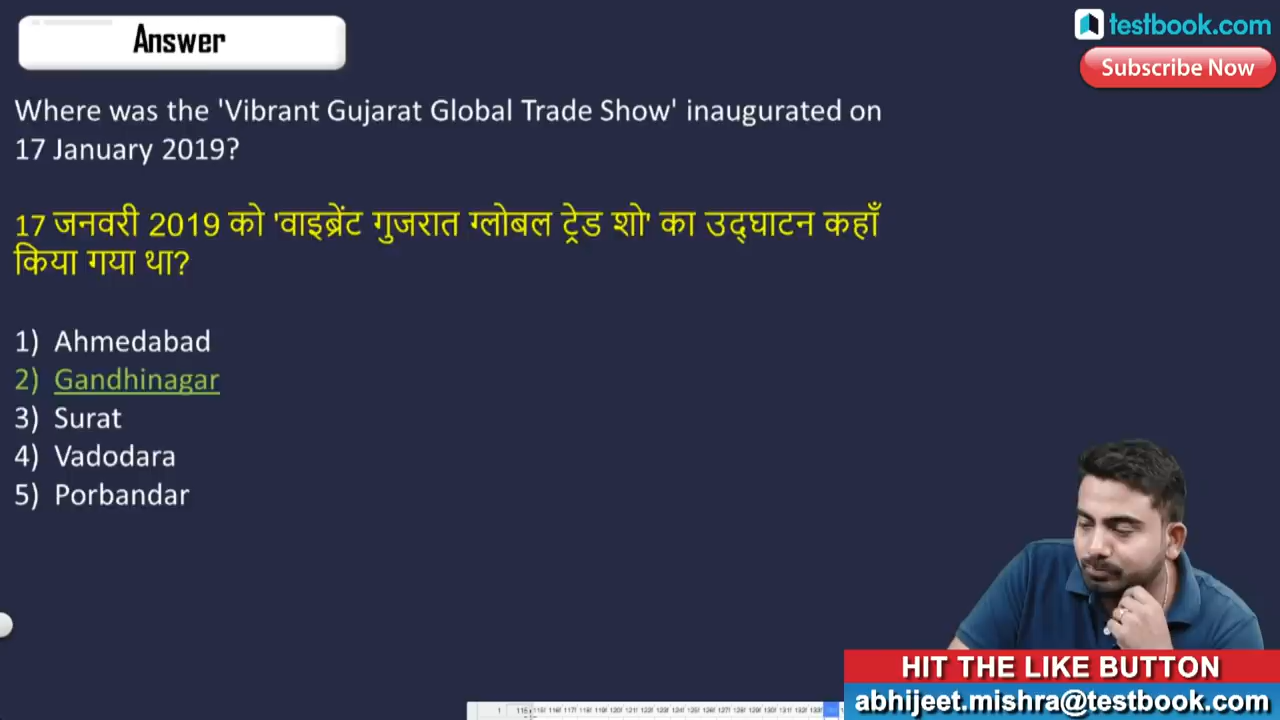 Answer
testbook.com
Subscribe Now
Where was the 'Vibrant Gujarat Global Trade Show' inaugurated on
17 January 2019?
17 जनवरी 2019 को 'वाइब्रेंट गुजरात ग्लोबल ट्रेड शो' का उद्घाटन कहाँ
किया गया था?
1) Ahmedabad
2) Gandhinagar
3) Surat
4) Vadodara
5) Porbandar
HIT THE LIKE BUTTON
abhijeet.mishra@testbook.com